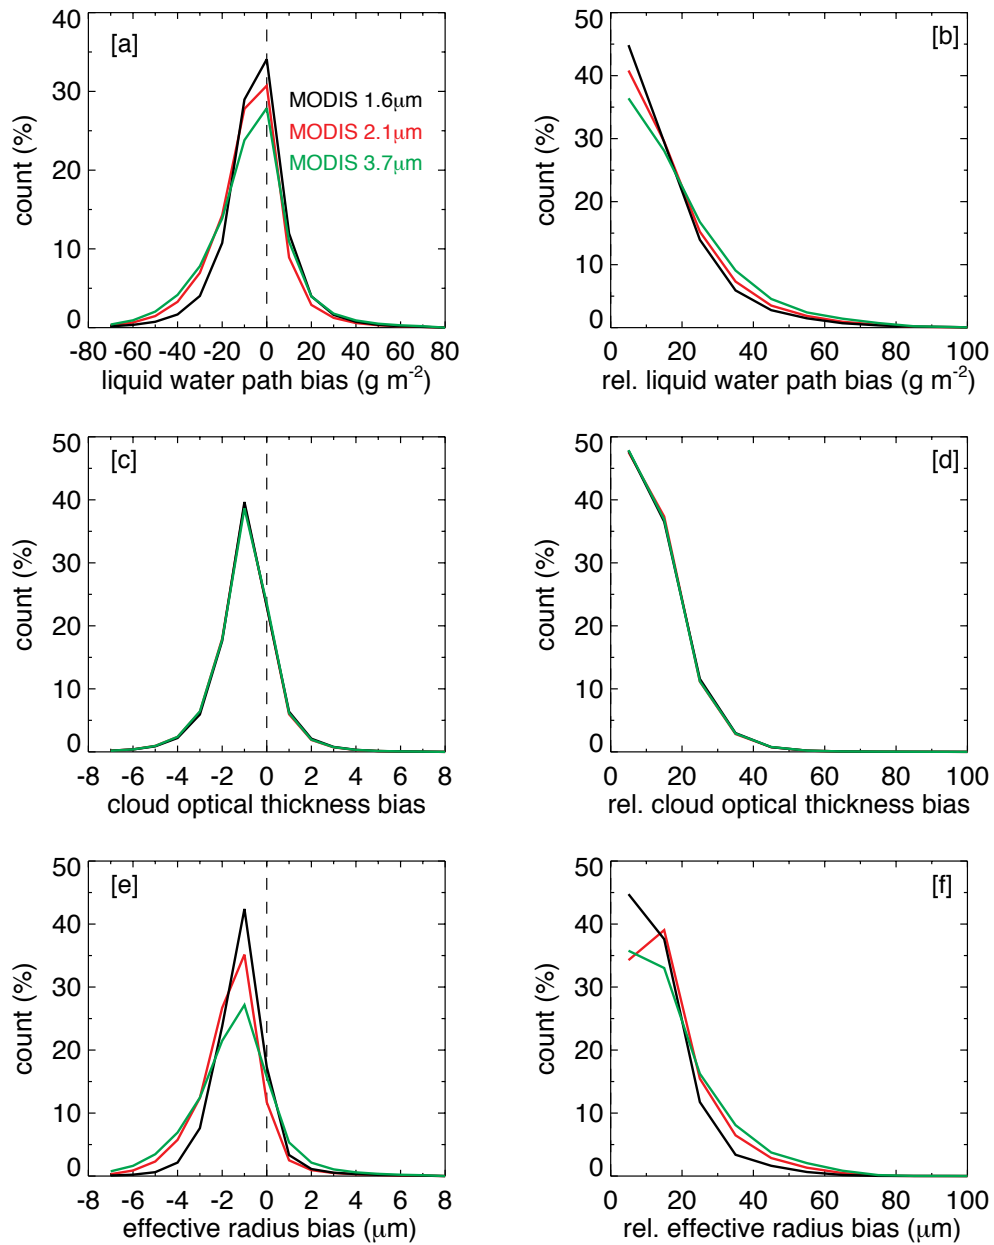 [a]
MODIS 1.6μm
MODIS 2.1μm
MODIS 3.7μm
count (%)
40
30
20
10
0
-80 -60 -40 -20 0 20 40 60 80
liquid water path bias (g m-2)
[b]
count (%)
50
40
30
20
10
0
0 20 40 60 80 100
rel. liquid water path bias (g m-2)
[c]
count (%)
50
40
30
20
10
0
-8 -6 -4 -2 0 2 4 6 8
cloud optical thickness bias
[d]
count (%)
50
40
30
20
10
0
0 20 40 60 80 100
rel. cloud optical thickness bias
[e]
count (%)
50
40
30
20
10
0
-8 -6 -4 -2 0 2 4 6 8
effective radius bias (μm)
[f]
count (%)
50
40
30
20
10
0
0 20 40 60 80 100
rel. effective radius bias (μm)